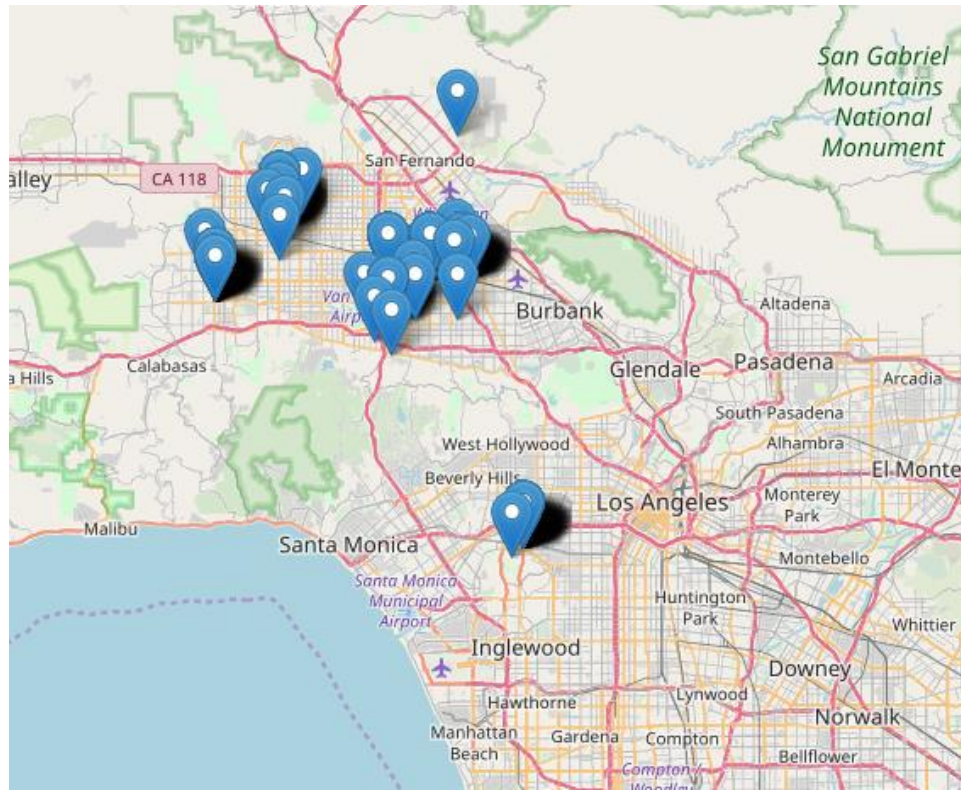 San Gabriel
Mountains
National
Monument
San Fernando
alley
CA 118
Van
Burbank
Altadena
Calabasas
a Hills
Glendale
Pasadena
Arcadia
South Pasadena
West Hollywood
Alhambra
Beverly Hills
El Monte
Los Angeles
Monterey
Park
Malibu
Santa Monica
Montebello
Santa Monica
Municipal
Airport
Huntington
Park
Whittier
Inglewood
Downey
Hawthorne
Lynwood
Norwalk
Manhattan
Beach
Gardena
Compton
Bellflower
Compton /